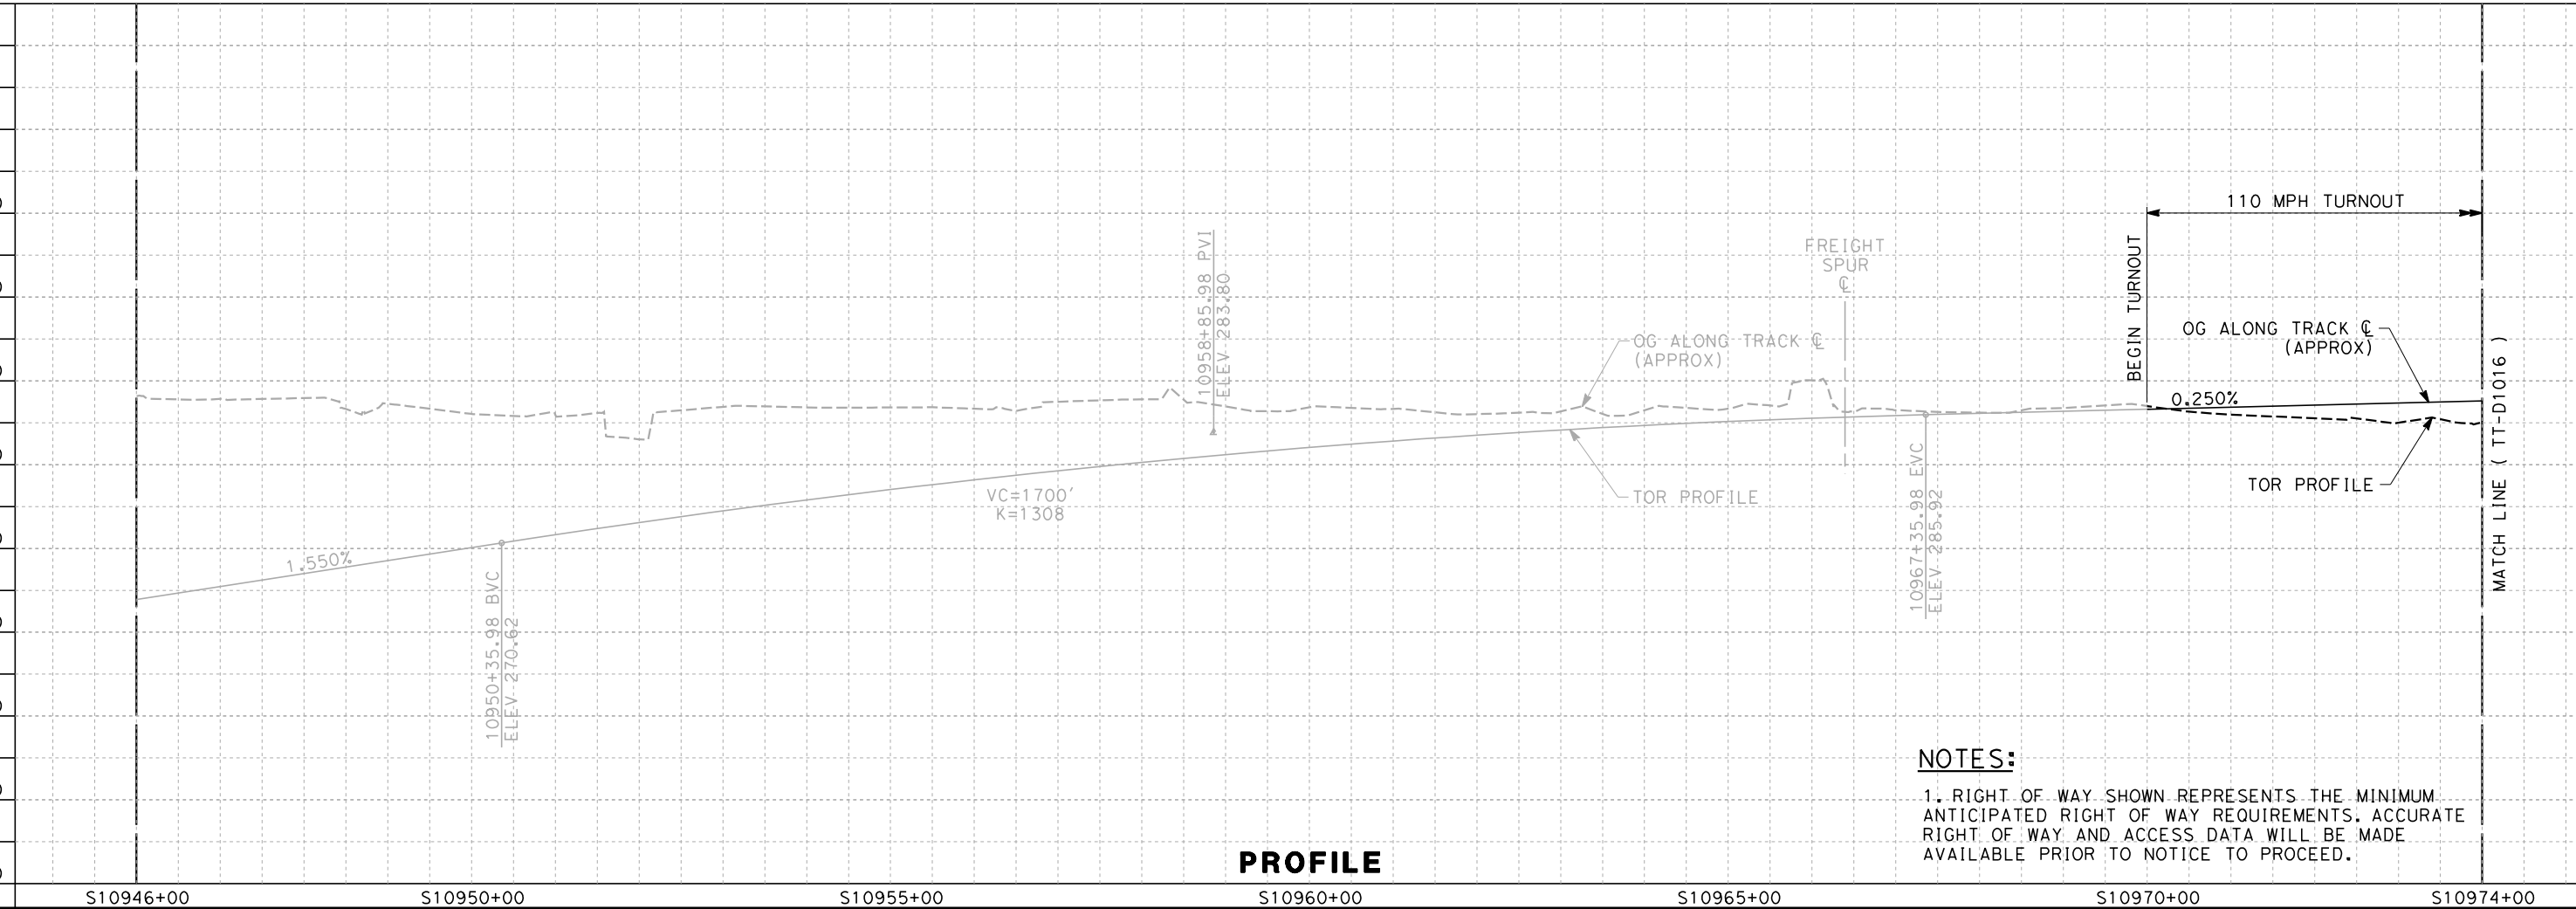 110 MPH TURNOUT
10958+85.98 PVI
ELEV 283.80
FREIGHT
SPUR
℄
BEGIN TURNOUT
OG ALONG TRACK ℄
(APPROX)
OG ALONG TRACK ℄
(APPROX)
0.250%
MATCH LINE ( TT-D1016 )
TOR PROFILE
TOR PROFILE
VC=1700'
K=1308
10967+35.98 EVC
ELEV 285.92
1.550%
10950+35.98 BVC
ELEV 270.62
NOTES:
1. RIGHT OF WAY SHOWN REPRESENTS THE MINIMUM
ANTICIPATED RIGHT OF WAY REQUIREMENTS. ACCURATE
RIGHT OF WAY AND ACCESS DATA WILL BE MADE
AVAILABLE PRIOR TO NOTICE TO PROCEED.
PROFILE
S10946+00
S10950+00
S10955+00
S10960+00
S10965+00
S10970+00
S10974+00